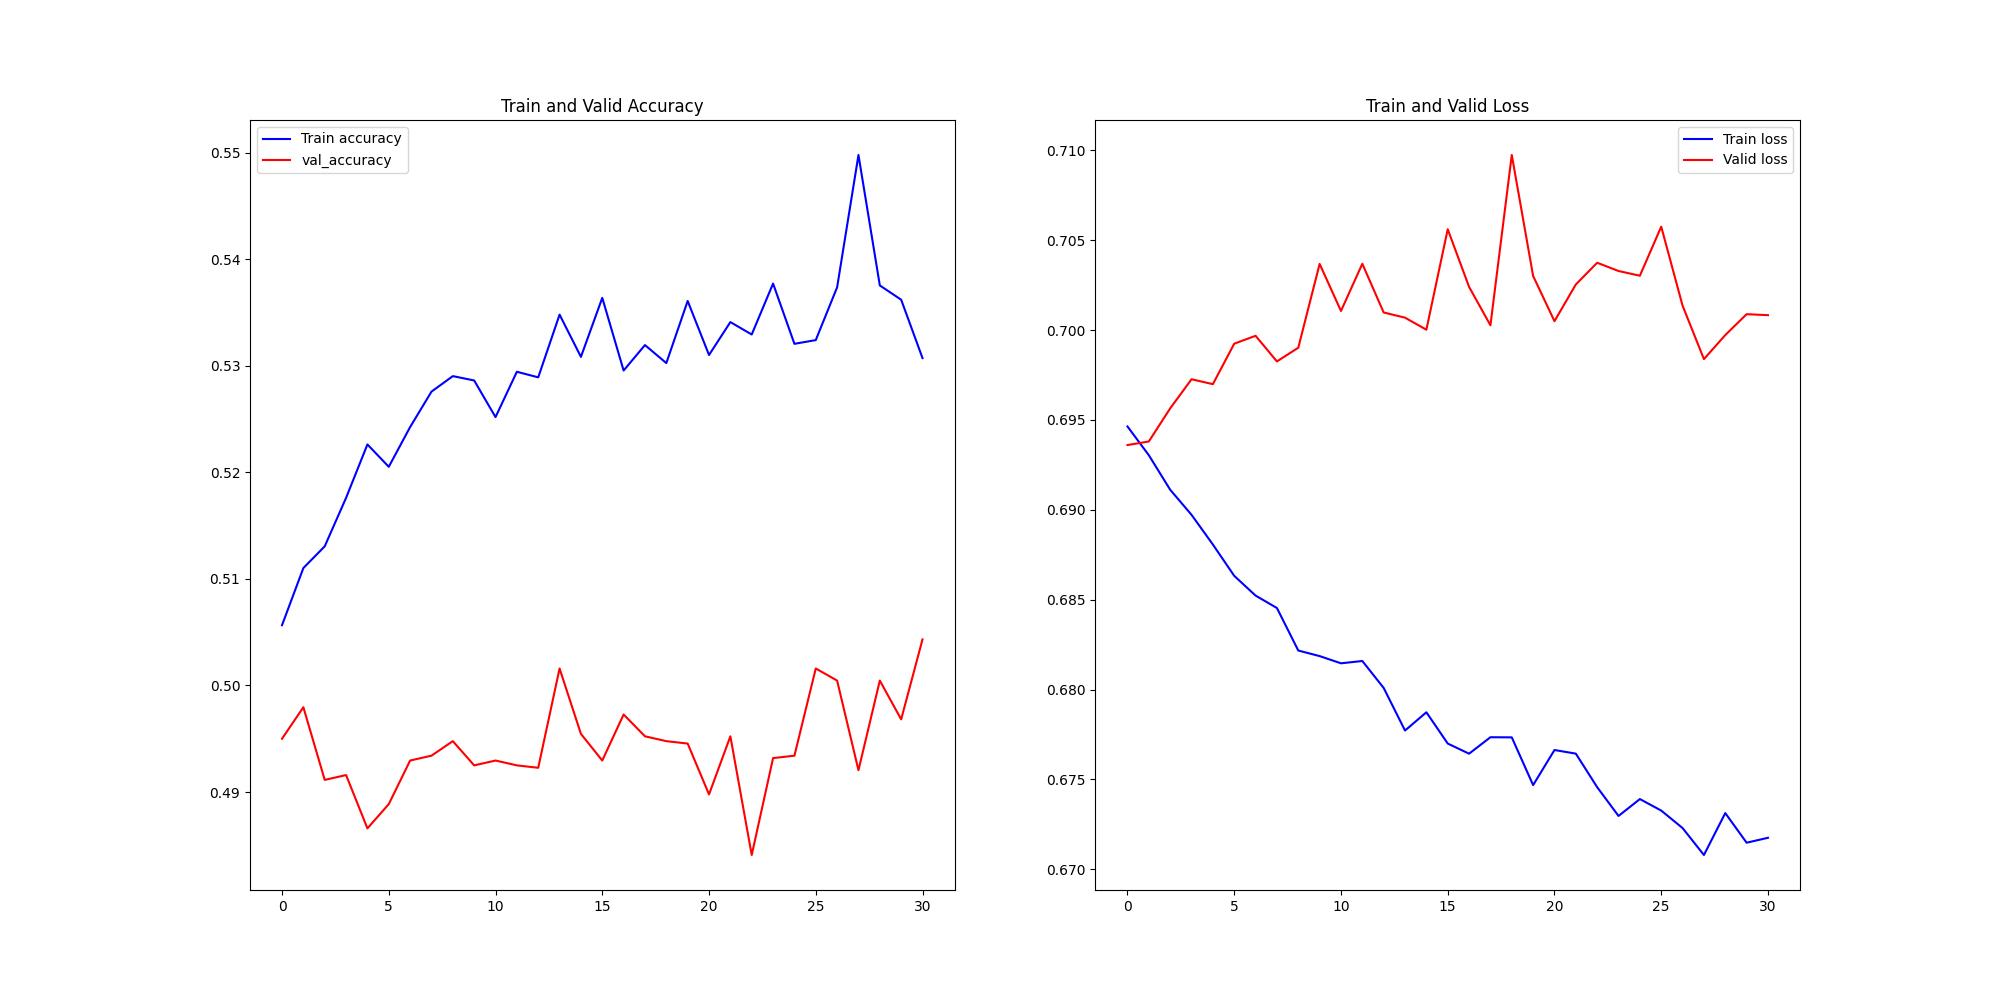 Train and Valid Accuracy
Train accuracy
val_accuracy
0.55
0.54
0.53
0.52
0.51
0.50
0.49
0 5 10 15 20 25 30
Train and Valid Loss
Train loss
Valid loss
0.710
0.705
0.700
0.695
0.690
0.685
0.680
0.675
0.670
0 5 10 15 20 25 30